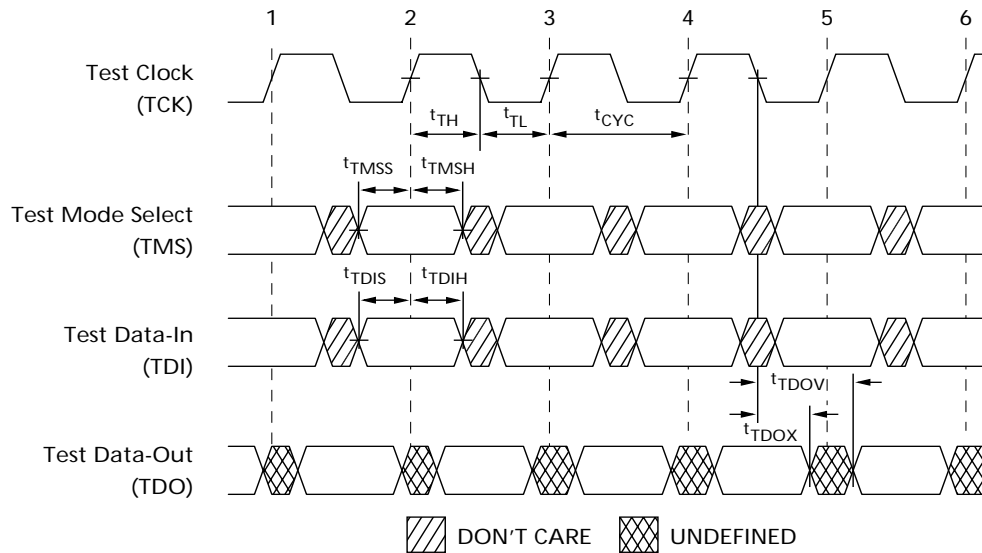 1 2 3 4 5 6
Test Clock
(TCK)
tTH tTL tCYC
tTMSS tTMSH
Test Mode Select
(TMS)
tTDIS tTDIH
Test Data-In
(TDI)
tTDOV
tTDOX
Test Data-Out
(TDO)
DON'T CARE UNDEFINED